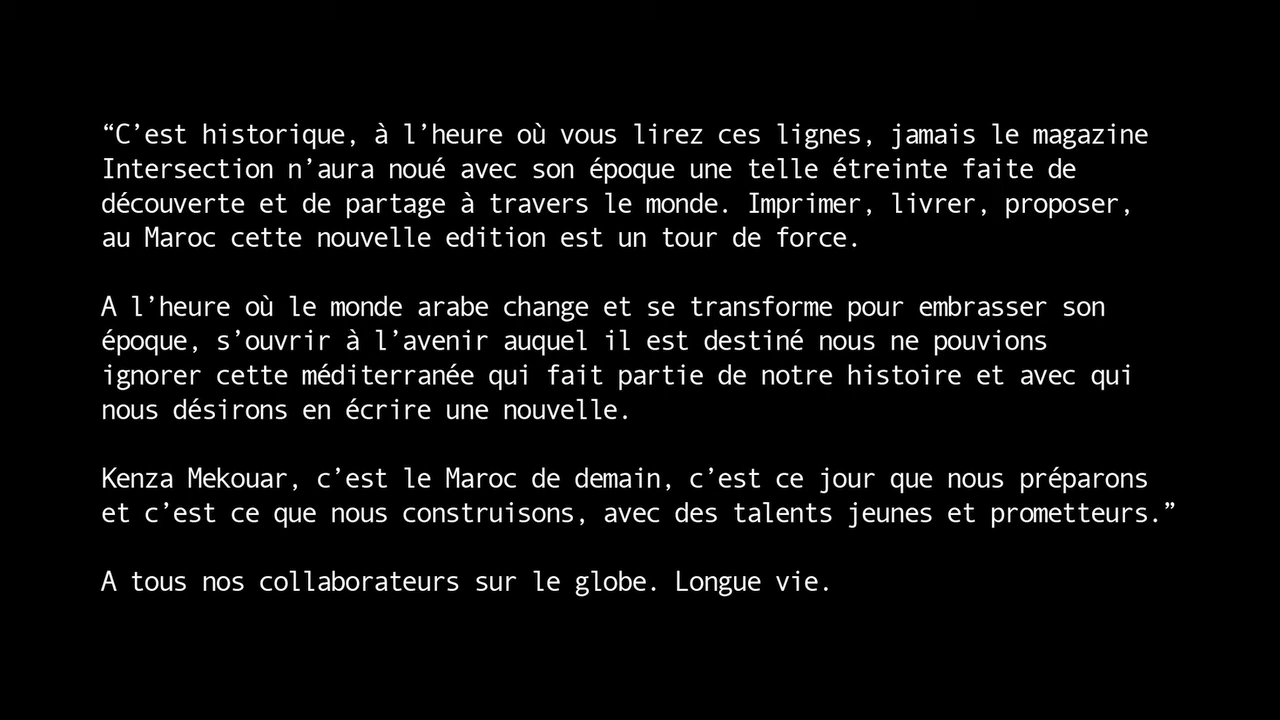 “C’est historique, à l’heure où vous lirez ces lignes, jamais le magazine
Intersection n’aura noué avec son époque une telle étreinte faite de
découverte et de partage à travers le monde. Imprimer, livrer, proposer,
au Maroc cette nouvelle edition est un tour de force.
A l’heure où le monde arabe change et se transforme pour embrasser son
époque, s’ouvrir à l’avenir auquel il est destiné nous ne pouvions
ignorer cette méditerranée qui fait partie de notre histoire et avec qui
nous désirons en écrire une nouvelle.
Kenza Mekouar, c’est le Maroc de demain, c’est ce jour que nous préparons
et c’est ce que nous construisons, avec des talents jeunes et prometteurs.”
A tous nos collaborateurs sur le globe. Longue vie.